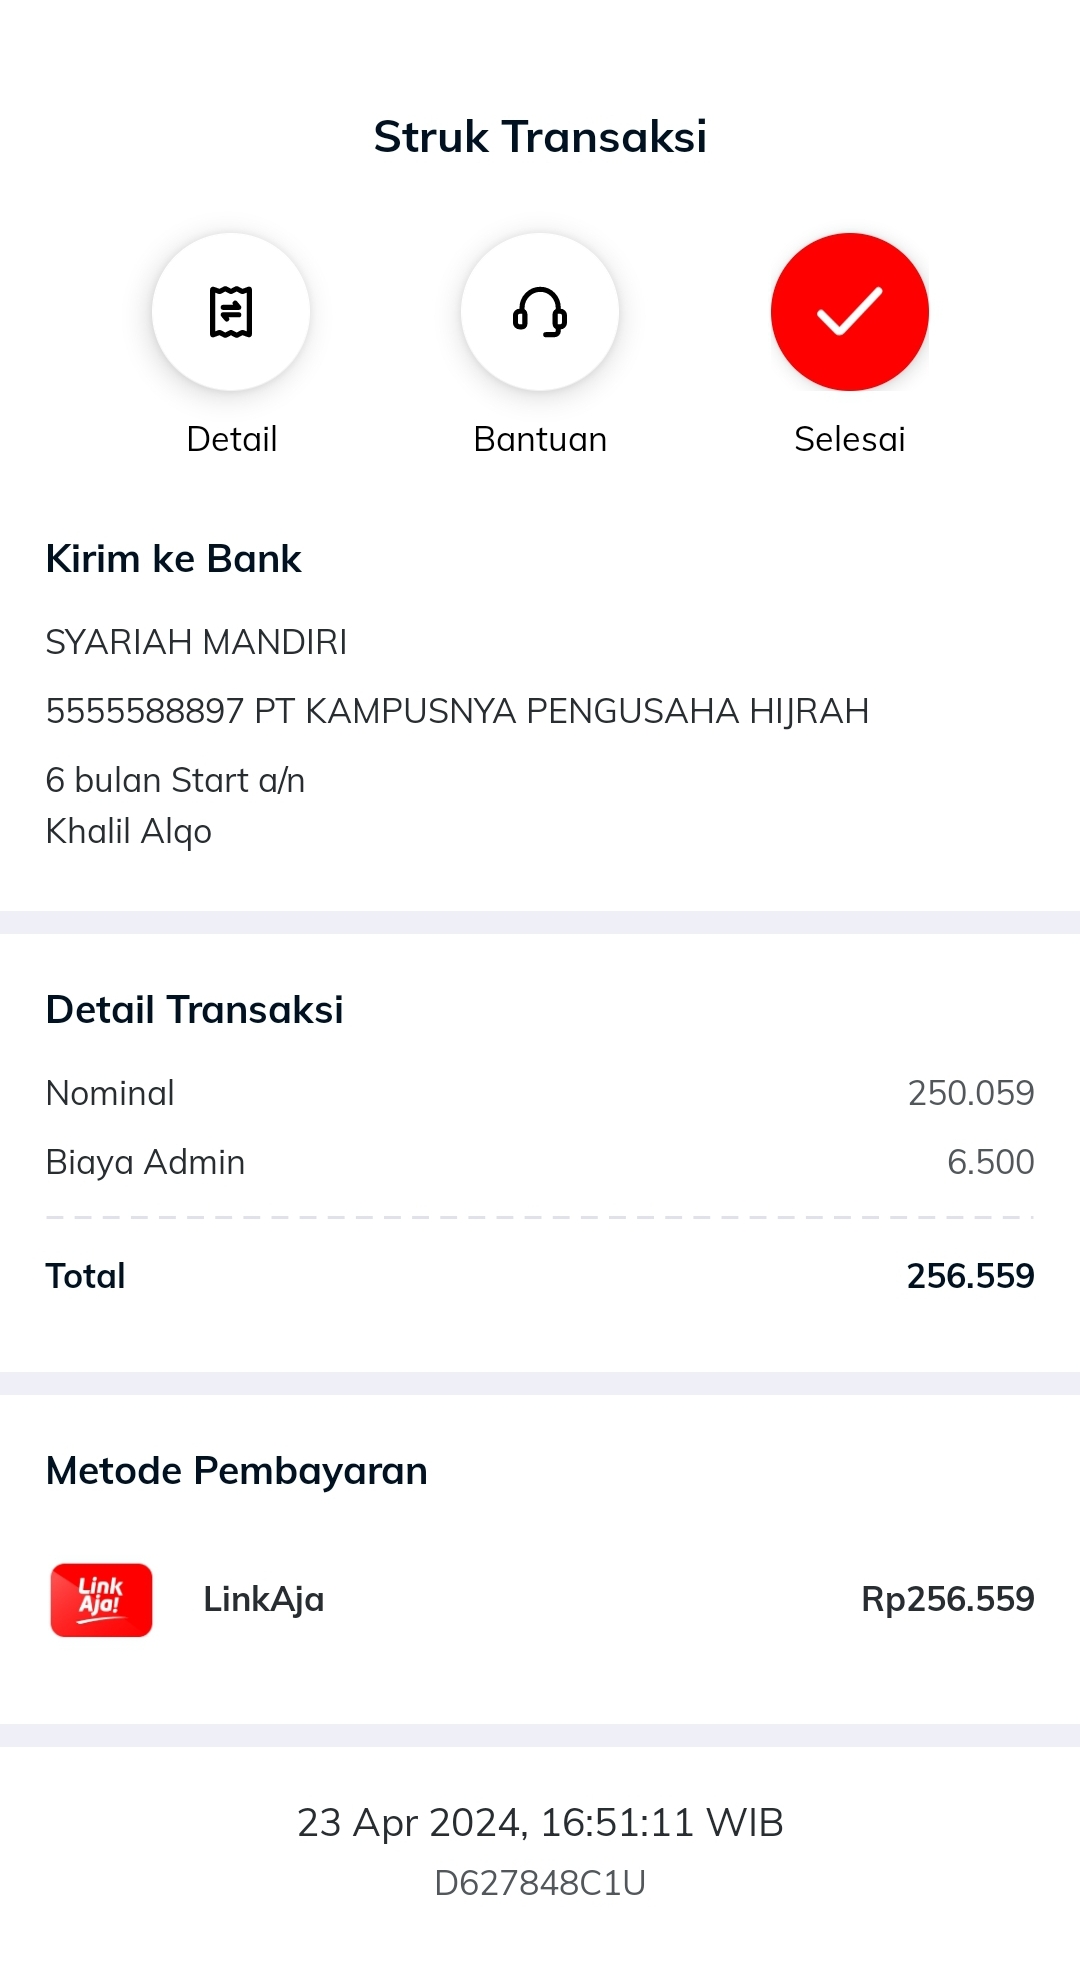 Struk Transaksi
Detail
Bantuan
Selesai
Kirim ke Bank
SYARIAH MANDIRI
5555588897 PT KAMPUSNYA PENGUSAHA HIJRAH
6 bulan Start a/n
Khalil Alqo
Detail Transaksi
Nominal 250.059
Biaya Admin 6.500
Total 256.559
Metode Pembayaran
Link
Aja!
LinkAja Rp256.559
23 Apr 2024, 16:51:11 WIB
D627848C1U